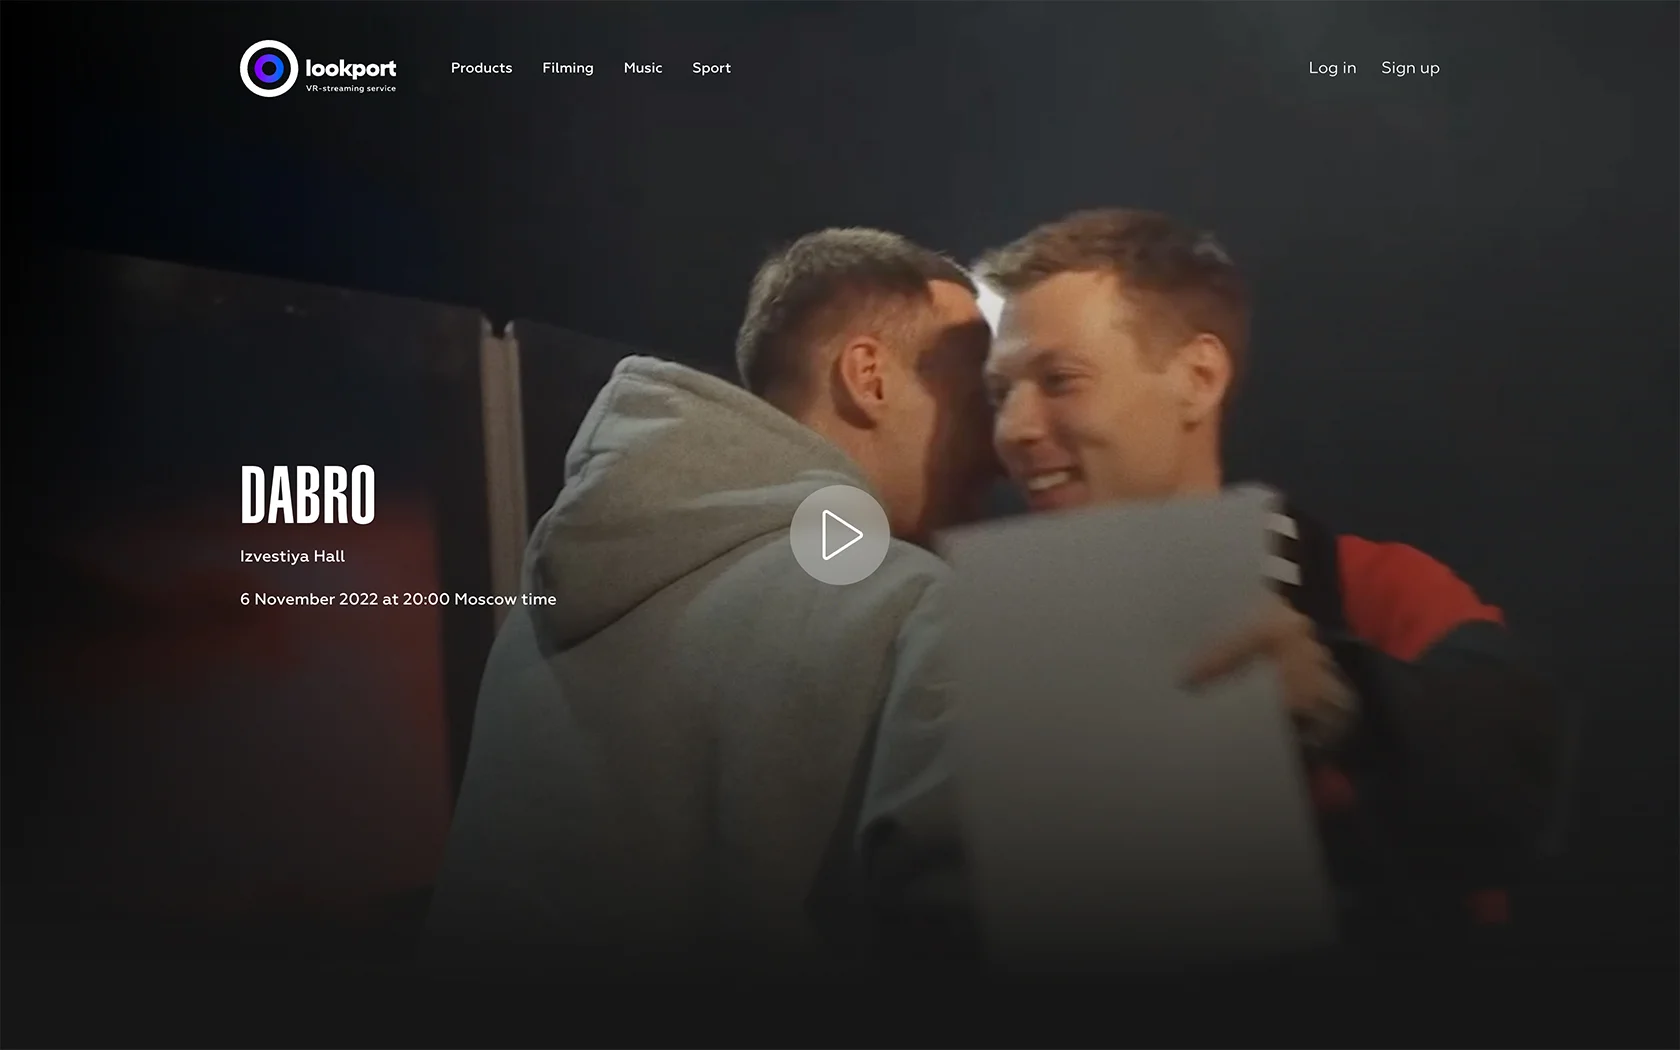 lookport
VR-streaming service
Products
Filming
Music
Sport
Log in
Sign up
DABRO
Izvestiya Hall
6 November 2022 at 20:00 Moscow time